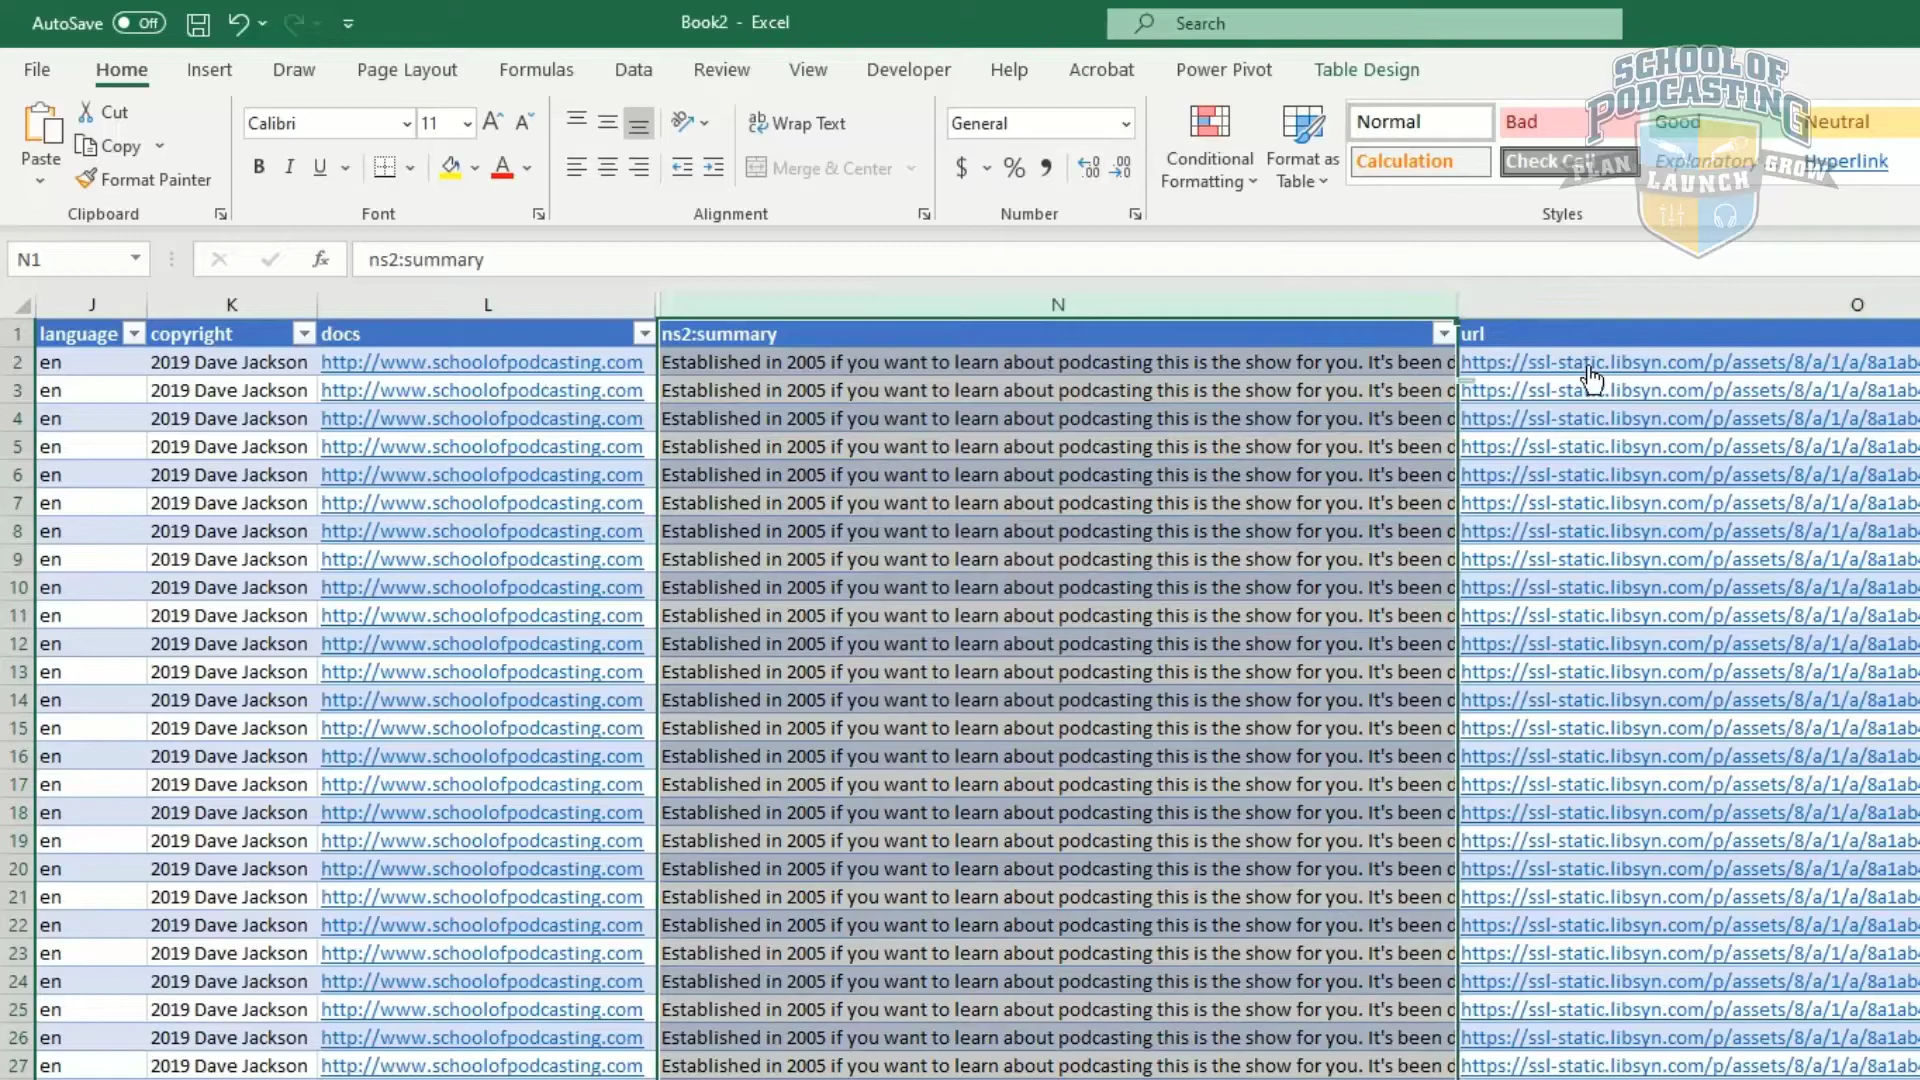 AutoSave Off Book2 - Excel Search
File Home Insert Draw Page Layout Formulas Data Review View Developer Help Acrobat Power Pivot Table Design
SCHOOL OF PODCASTING
PLAN LAUNCH GROW
Paste Cut
Copy
Format Painter
Clipboard
Calibri 11
B I U
Font
Wrap Text
Merge & Center
Alignment
General
$ %
Number
Conditional Formatting
Format as Table
Normal Bad Good Neutral
Calculation Check Explanatory Hyperlink
Styles
N1 fx ns2:summary
J K L N O
1 language copyright docs ns2:summary url
2 en 2019 Dave Jackson http://www.schoolofpodcasting.com Established in 2005 if you want to learn about podcasting this is the show for you. It's been https://ssl-static.libsyn.com/p/assets/8/a/1/a/8a1ab
3 en 2019 Dave Jackson http://www.schoolofpodcasting.com Established in 2005 if you want to learn about podcasting this is the show for you. It's been https://ssl-static.libsyn.com/p/assets/8/a/1/a/8a1ab
4 en 2019 Dave Jackson http://www.schoolofpodcasting.com Established in 2005 if you want to learn about podcasting this is the show for you. It's been https://ssl-static.libsyn.com/p/assets/8/a/1/a/8a1ab
5 en 2019 Dave Jackson http://www.schoolofpodcasting.com Established in 2005 if you want to learn about podcasting this is the show for you. It's been https://ssl-static.libsyn.com/p/assets/8/a/1/a/8a1ab
6 en 2019 Dave Jackson http://www.schoolofpodcasting.com Established in 2005 if you want to learn about podcasting this is the show for you. It's been https://ssl-static.libsyn.com/p/assets/8/a/1/a/8a1ab
7 en 2019 Dave Jackson http://www.schoolofpodcasting.com Established in 2005 if you want to learn about podcasting this is the show for you. It's been https://ssl-static.libsyn.com/p/assets/8/a/1/a/8a1ab
8 en 2019 Dave Jackson http://www.schoolofpodcasting.com Established in 2005 if you want to learn about podcasting this is the show for you. It's been https://ssl-static.libsyn.com/p/assets/8/a/1/a/8a1ab
9 en 2019 Dave Jackson http://www.schoolofpodcasting.com Established in 2005 if you want to learn about podcasting this is the show for you. It's been https://ssl-static.libsyn.com/p/assets/8/a/1/a/8a1ab
10 en 2019 Dave Jackson http://www.schoolofpodcasting.com Established in 2005 if you want to learn about podcasting this is the show for you. It's been https://ssl-static.libsyn.com/p/assets/8/a/1/a/8a1ab
11 en 2019 Dave Jackson http://www.schoolofpodcasting.com Established in 2005 if you want to learn about podcasting this is the show for you. It's been https://ssl-static.libsyn.com/p/assets/8/a/1/a/8a1ab
12 en 2019 Dave Jackson http://www.schoolofpodcasting.com Established in 2005 if you want to learn about podcasting this is the show for you. It's been https://ssl-static.libsyn.com/p/assets/8/a/1/a/8a1ab
13 en 2019 Dave Jackson http://www.schoolofpodcasting.com Established in 2005 if you want to learn about podcasting this is the show for you. It's been https://ssl-static.libsyn.com/p/assets/8/a/1/a/8a1ab
14 en 2019 Dave Jackson http://www.schoolofpodcasting.com Established in 2005 if you want to learn about podcasting this is the show for you. It's been https://ssl-static.libsyn.com/p/assets/8/a/1/a/8a1ab
15 en 2019 Dave Jackson http://www.schoolofpodcasting.com Established in 2005 if you want to learn about podcasting this is the show for you. It's been https://ssl-static.libsyn.com/p/assets/8/a/1/a/8a1ab
16 en 2019 Dave Jackson http://www.schoolofpodcasting.com Established in 2005 if you want to learn about podcasting this is the show for you. It's been https://ssl-static.libsyn.com/p/assets/8/a/1/a/8a1ab
17 en 2019 Dave Jackson http://www.schoolofpodcasting.com Established in 2005 if you want to learn about podcasting this is the show for you. It's been https://ssl-static.libsyn.com/p/assets/8/a/1/a/8a1ab
18 en 2019 Dave Jackson http://www.schoolofpodcasting.com Established in 2005 if you want to learn about podcasting this is the show for you. It's been https://ssl-static.libsyn.com/p/assets/8/a/1/a/8a1ab
19 en 2019 Dave Jackson http://www.schoolofpodcasting.com Established in 2005 if you want to learn about podcasting this is the show for you. It's been https://ssl-static.libsyn.com/p/assets/8/a/1/a/8a1ab
20 en 2019 Dave Jackson http://www.schoolofpodcasting.com Established in 2005 if you want to learn about podcasting this is the show for you. It's been https://ssl-static.libsyn.com/p/assets/8/a/1/a/8a1ab
21 en 2019 Dave Jackson http://www.schoolofpodcasting.com Established in 2005 if you want to learn about podcasting this is the show for you. It's been https://ssl-static.libsyn.com/p/assets/8/a/1/a/8a1ab
22 en 2019 Dave Jackson http://www.schoolofpodcasting.com Established in 2005 if you want to learn about podcasting this is the show for you. It's been https://ssl-static.libsyn.com/p/assets/8/a/1/a/8a1ab
23 en 2019 Dave Jackson http://www.schoolofpodcasting.com Established in 2005 if you want to learn about podcasting this is the show for you. It's been https://ssl-static.libsyn.com/p/assets/8/a/1/a/8a1ab
24 en 2019 Dave Jackson http://www.schoolofpodcasting.com Established in 2005 if you want to learn about podcasting this is the show for you. It's been https://ssl-static.libsyn.com/p/assets/8/a/1/a/8a1ab
25 en 2019 Dave Jackson http://www.schoolofpodcasting.com Established in 2005 if you want to learn about podcasting this is the show for you. It's been https://ssl-static.libsyn.com/p/assets/8/a/1/a/8a1ab
26 en 2019 Dave Jackson http://www.schoolofpodcasting.com Established in 2005 if you want to learn about podcasting this is the show for you. It's been https://ssl-static.libsyn.com/p/assets/8/a/1/a/8a1ab
27 en 2019 Dave Jackson http://www.schoolofpodcasting.com Established in 2005 if you want to learn about podcasting this is the show for you. It's been https://ssl-static.libsyn.com/p/assets/8/a/1/a/8a1ab